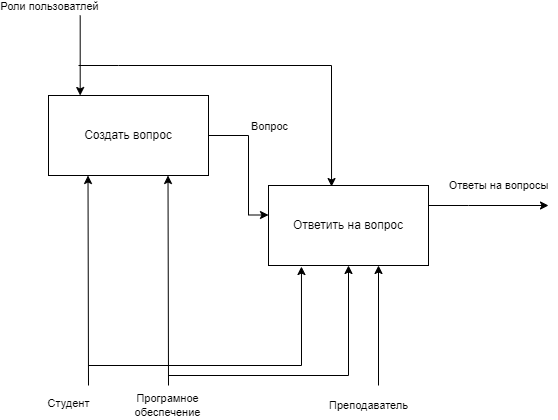 Роли пользоватлей
Создать вопрос
Вопрос
Ответы на вопросы
Ответить на вопрос
Студент
Програмное
обеспечение
Преподаватель